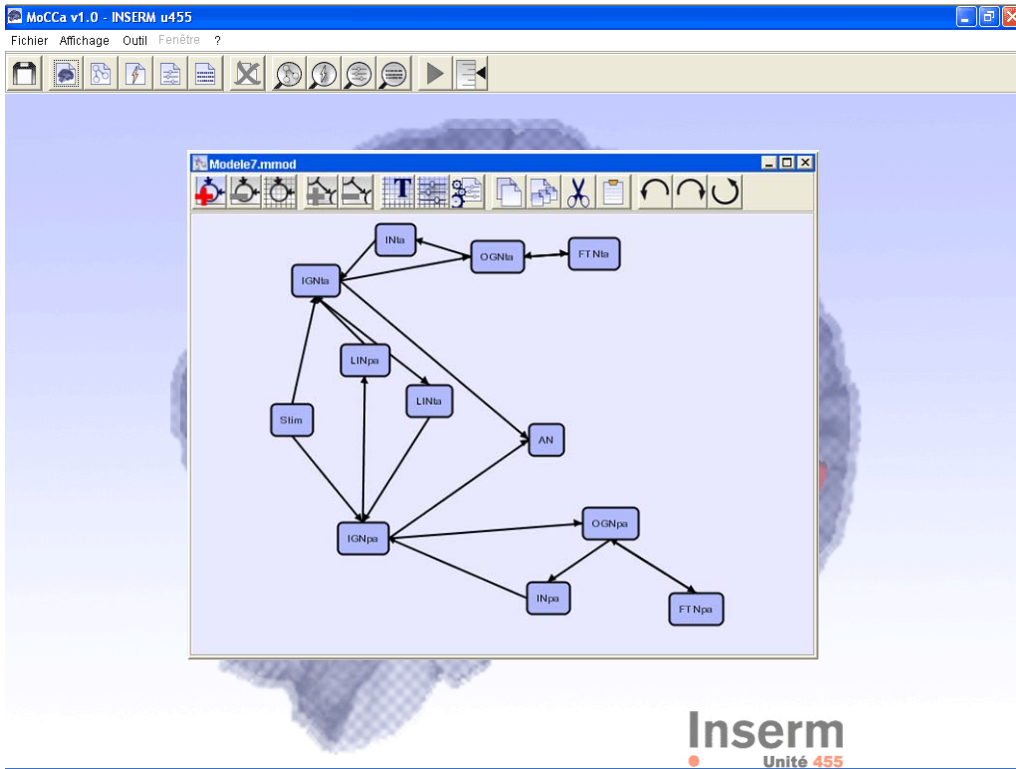 MoCCa v1.0 - INSERM u455
Fichier Affichage Outil Fenêtre ?
Modele7.mmod
T
INta
OGNta
FTNta
IGNta
LINpa
LINta
Stim
AN
IGNpa
OGNpa
INpa
FTNpa
Inserm
Unité 455